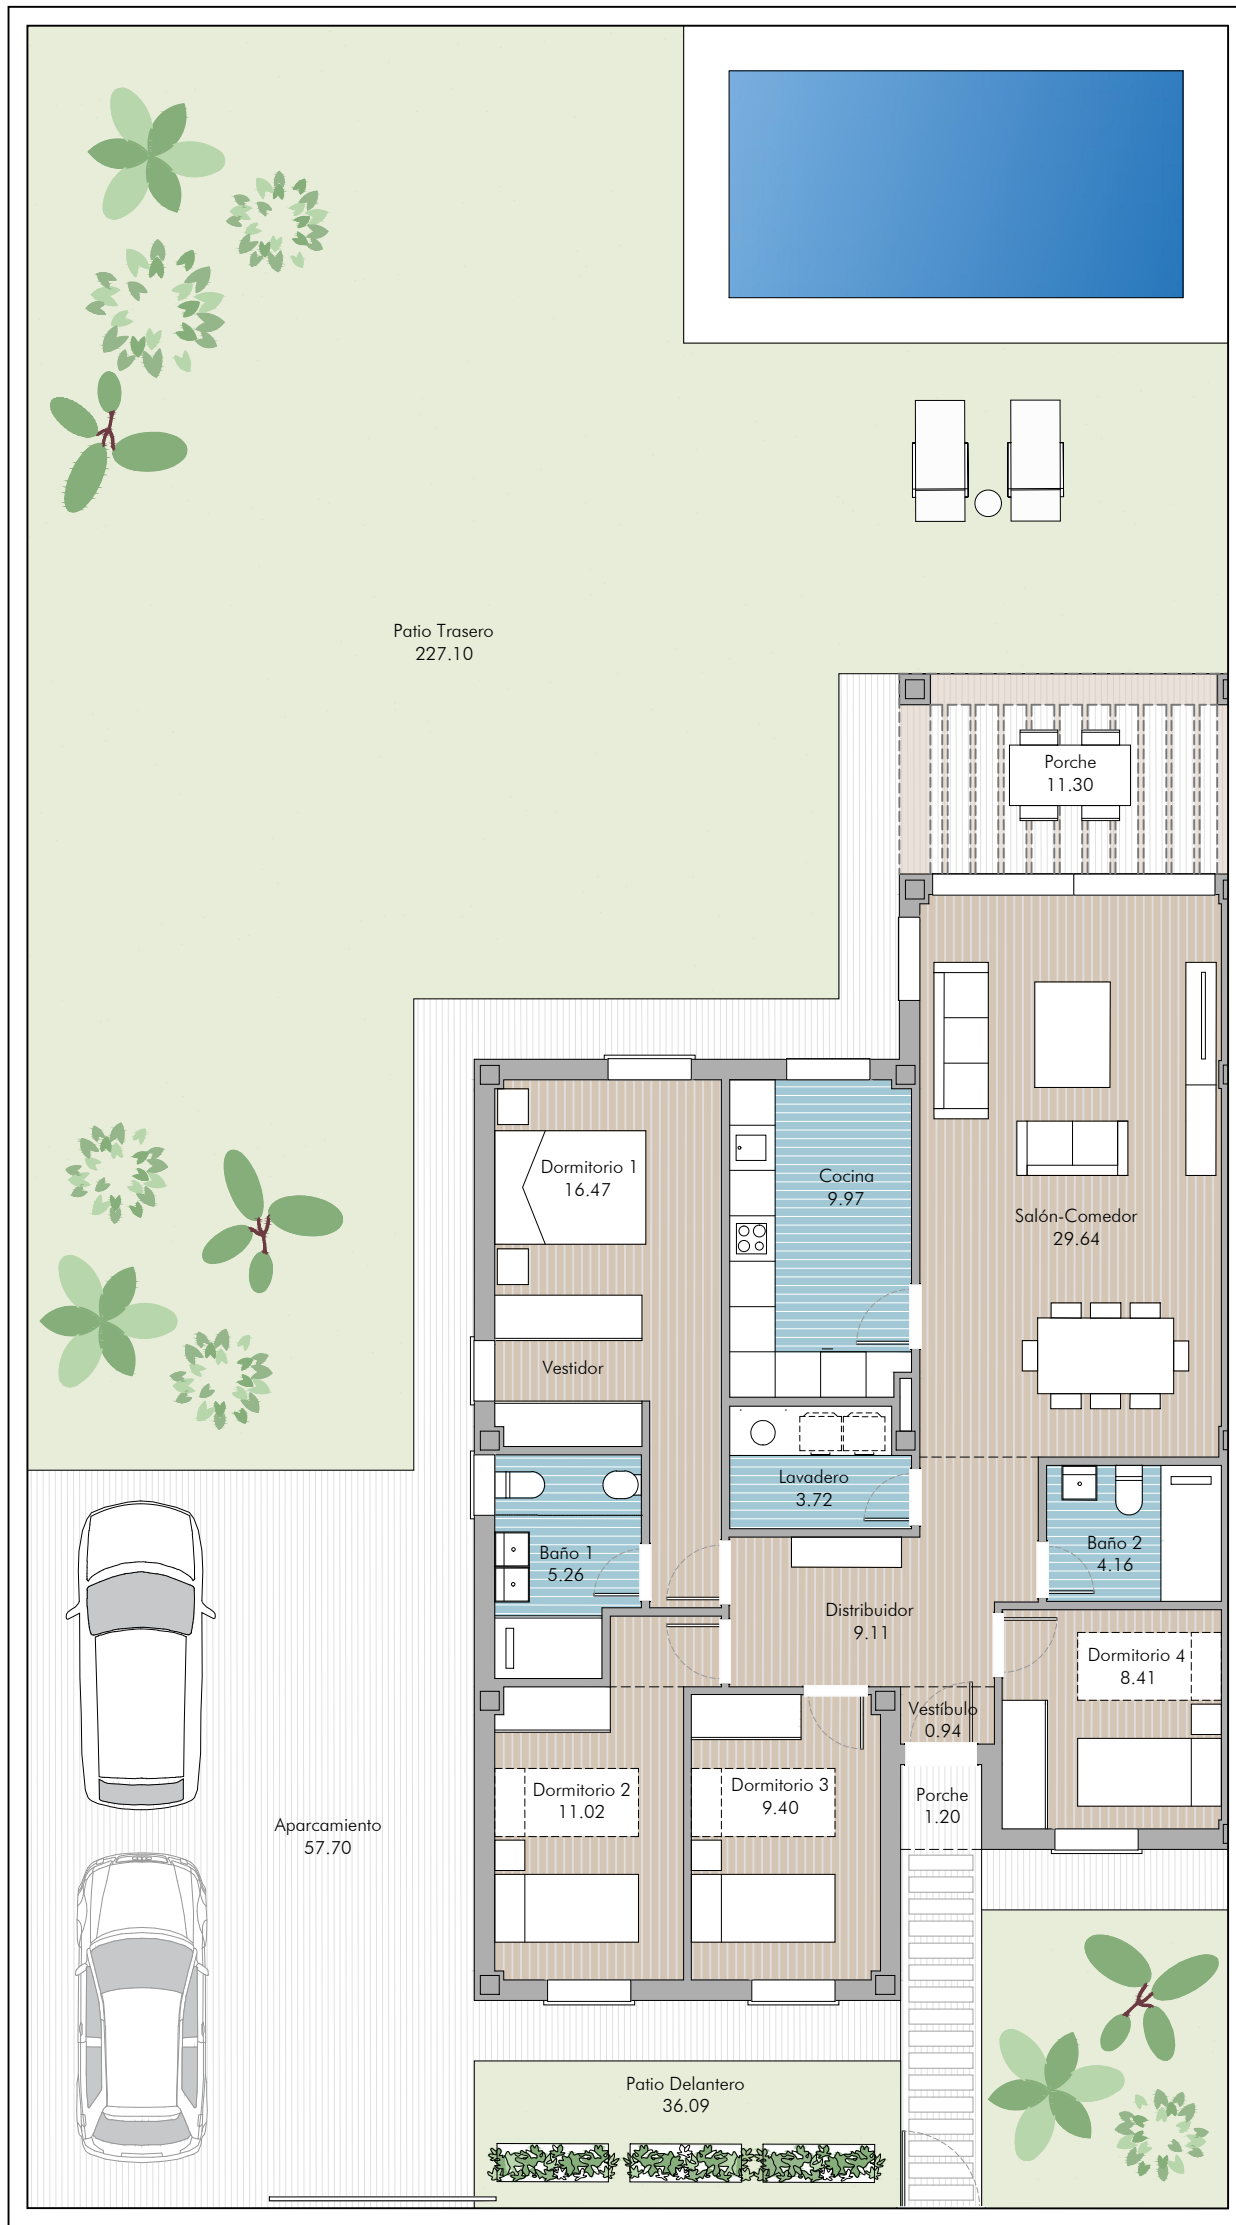 Patio Trasero
227.10
Porche
11.30
Dormitorio 1
16.47
Cocina
9.97
Salón-Comedor
29.64
Vestidor
Lavadero
3.72
Baño 1
5.26
Baño 2
4.16
Distribuidor
9.11
Dormitorio 4
8.41
Vestíbulo
0.94
Dormitorio 2
11.02
Dormitorio 3
9.40
Porche
1.20
Aparcamiento
57.70
Patio Delantero
36.09